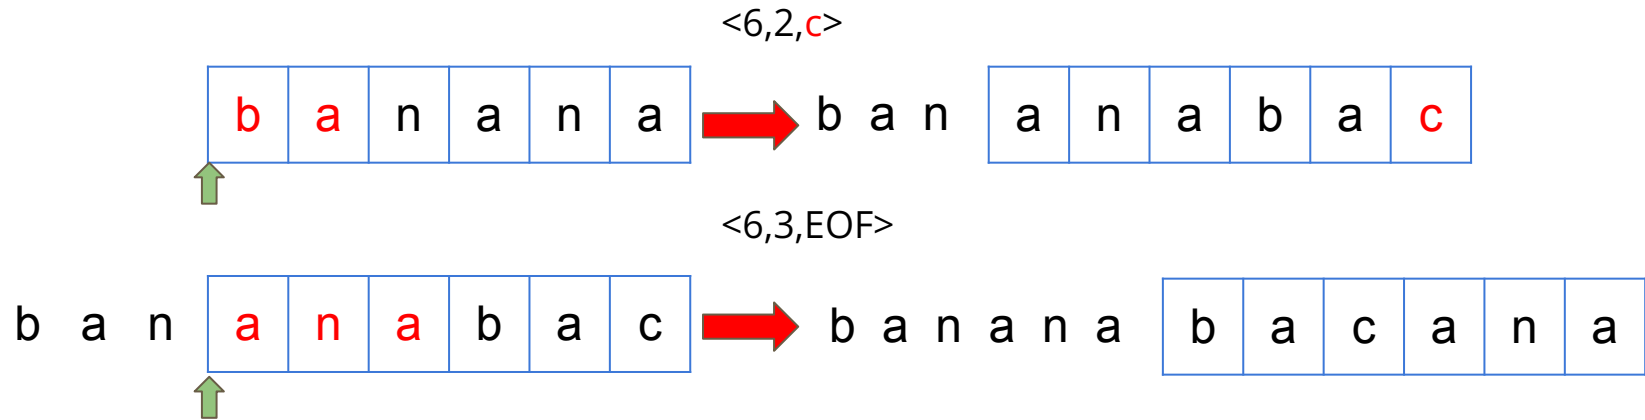 <6,2,c>
b a n a n a b a n a n a b a c
<6,3,EOF>
b a n a n a b a c b a n a n a b a c a n a